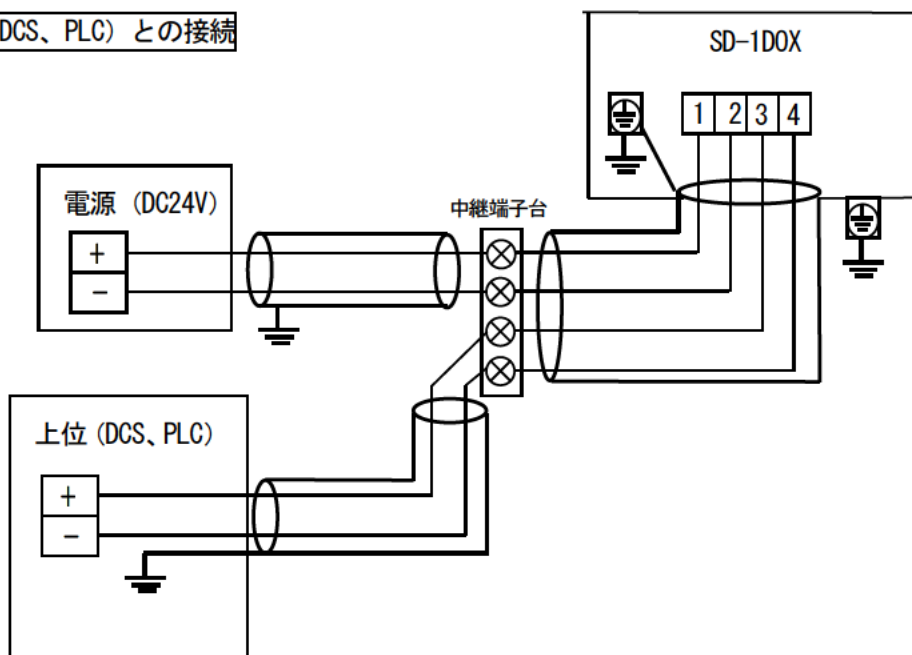 DCS、PLC) との接続
SD-1DOX
1 2 3 4
電源 (DC24V)
+
-
中継端子台
上位 (DCS、PLC)
+
-